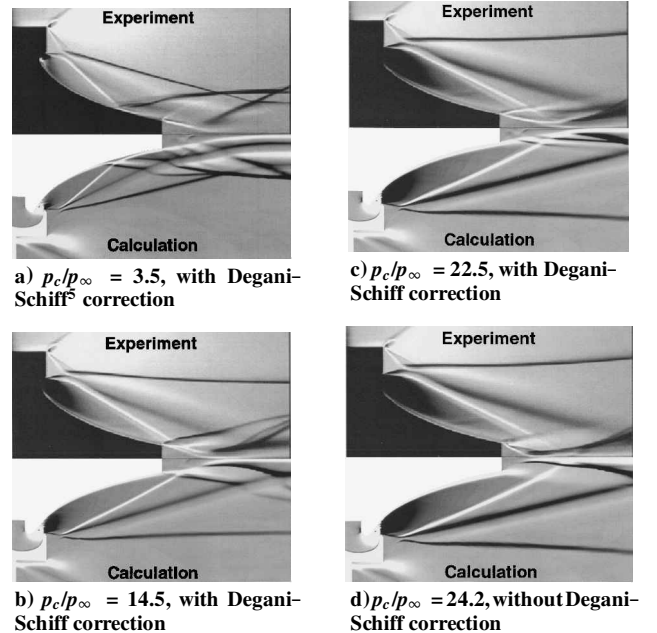 Experiment
Calculation
a) pc/p∞ = 3.5, with Degani–
Schiff5 correction
Experiment
Calculation
b) pc/p∞ = 14.5, with Degani–
Schiff correction
Experiment
Calculation
c) pc/p∞ = 22.5, with Degani–
Schiff correction
Experiment
Calculation
d) pc/p∞ = 24.2, without Degani–
Schiff correction